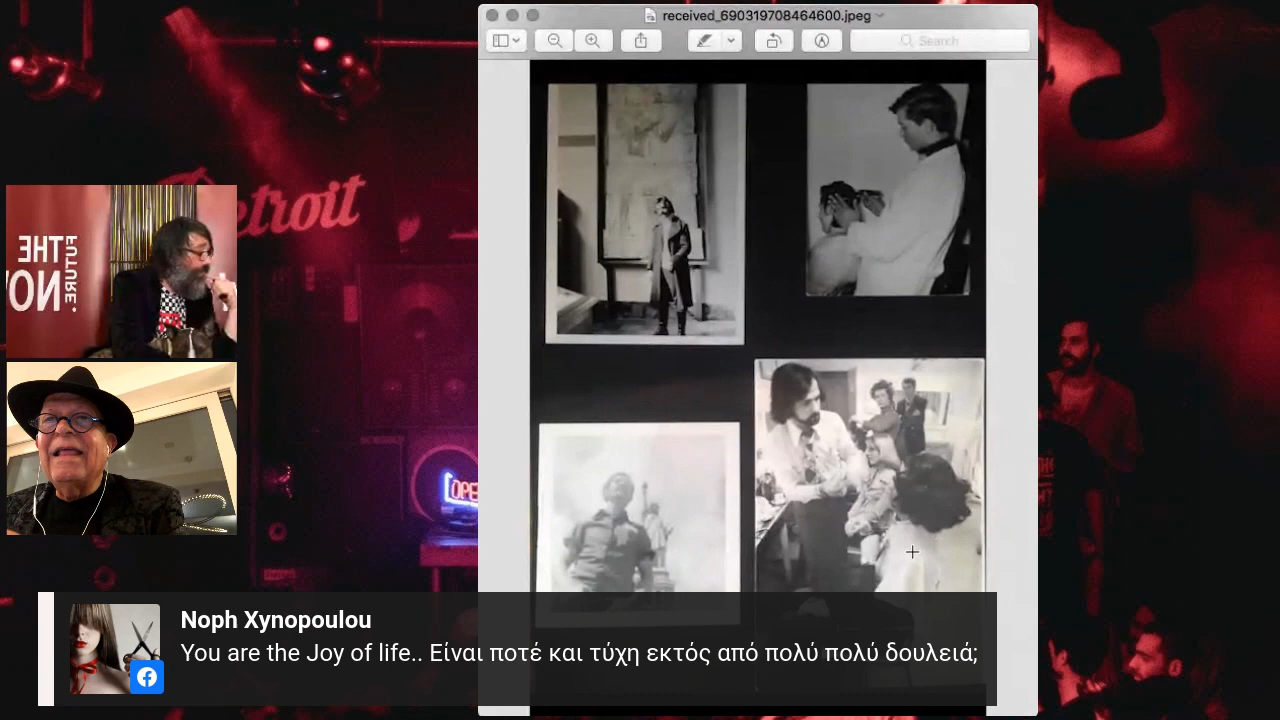 received_690319708464600.jpeg
Search
Detroit
THE
NOW
FUTURE.
OPE
Noph Xynopoulou
You are the Joy of life.. Είναι ποτέ και τύχη εκτός από πολύ πολύ δουλειά;